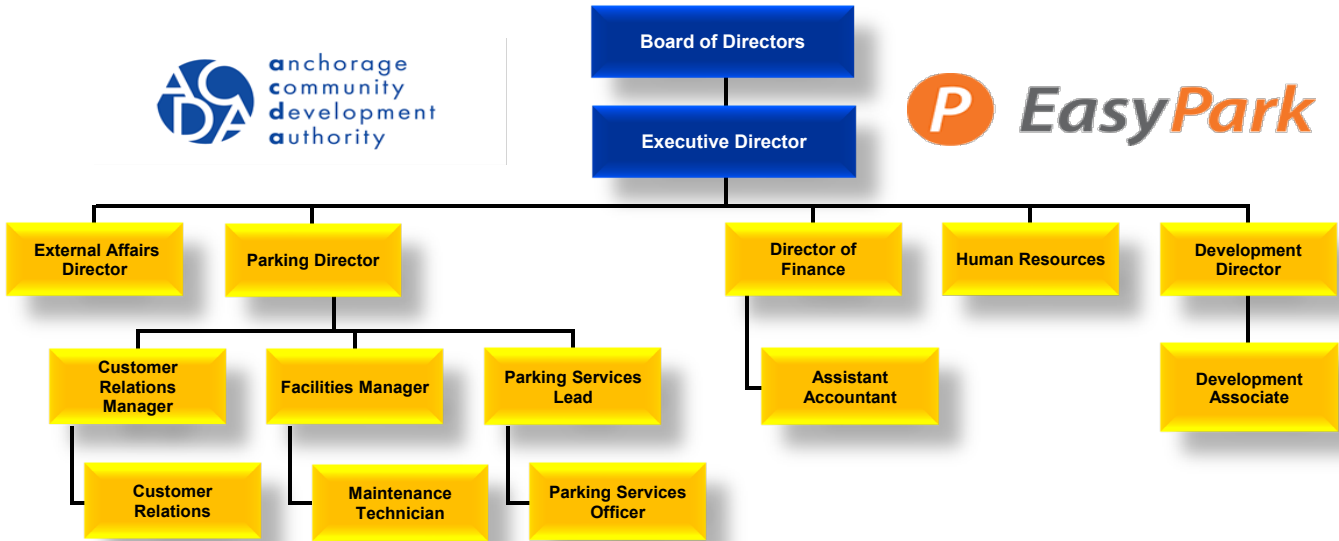 Board of Directors
ACDA
anchorage
community
development
authority
P EasyPark
Executive Director
External Affairs
Director
Parking Director
Director of
Finance
Human Resources
Development
Director
Customer
Relations
Manager
Facilities Manager
Parking Services
Lead
Assistant
Accountant
Development
Associate
Customer
Relations
Maintenance
Technician
Parking Services
Officer